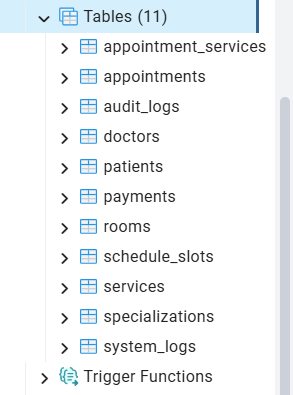 Tables (11)
appointment_services
appointments
audit_logs
doctors
patients
payments
rooms
schedule_slots
services
specializations
system_logs
Trigger Functions